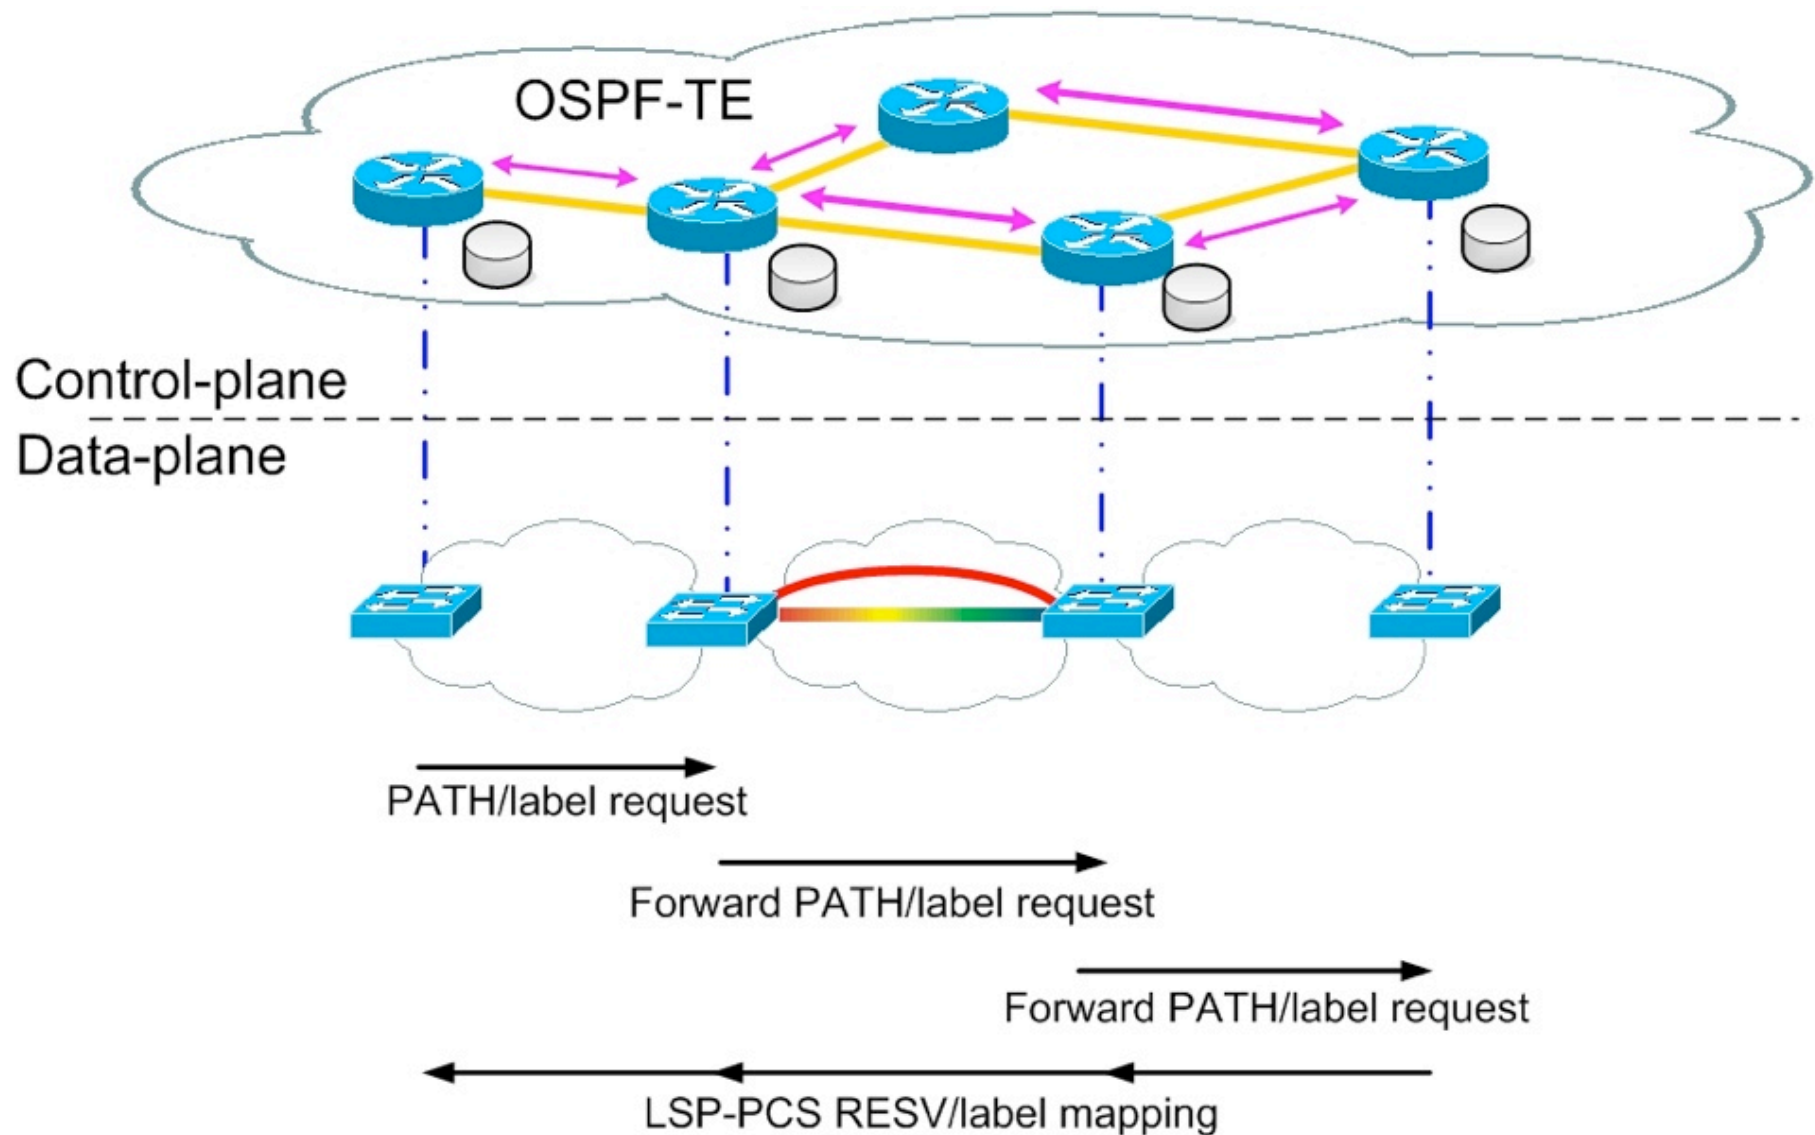 OSPF-TE
Control-plane
Data-plane
PATH/label request
Forward PATH/label request
Forward PATH/label request
LSP-PCS RESV/label mapping